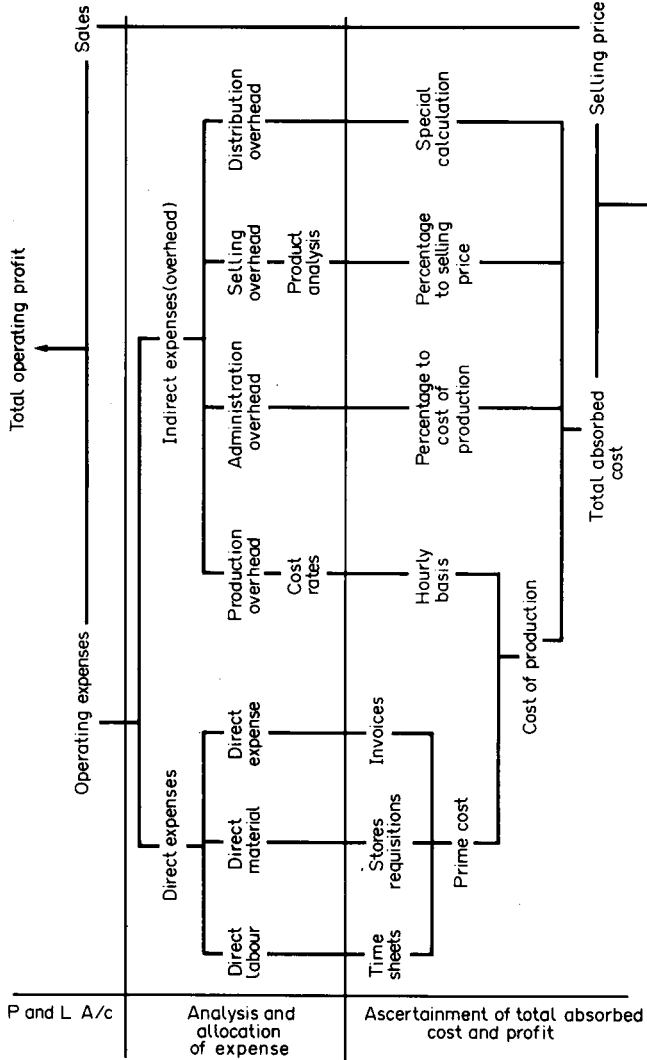 Total operating profit
P and L A/c
Operating expenses
Sales
Analysis and
allocation
of expense
Direct expenses
Indirect expenses (overhead)
Direct
labour
Direct
material
Direct
expense
Production
overhead
Cost
rates
Administration
overhead
Selling
overhead
Product
analysis
Distribution
overhead
Ascertainment of total absorbed
cost and profit
Time
sheets
Stores
requisitions
Invoices
Hourly
basis
Percentage to
cost of
production
Percentage
to selling
price
Special
calculation
Prime cost
Cost of production
Total absorbed
cost
Selling price